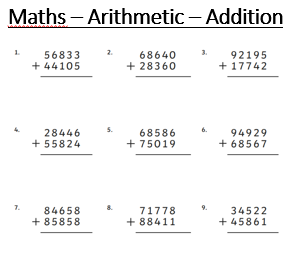 Maths – Arithmetic – Addition
1. 56833 2. 68640 3. 92195
+ 44105 + 28360 + 17742
4. 28446 5. 68586 6. 94929
+ 55824 + 75019 + 68567
7. 84658 8. 71778 9. 34522
+ 85858 + 88411 + 45861